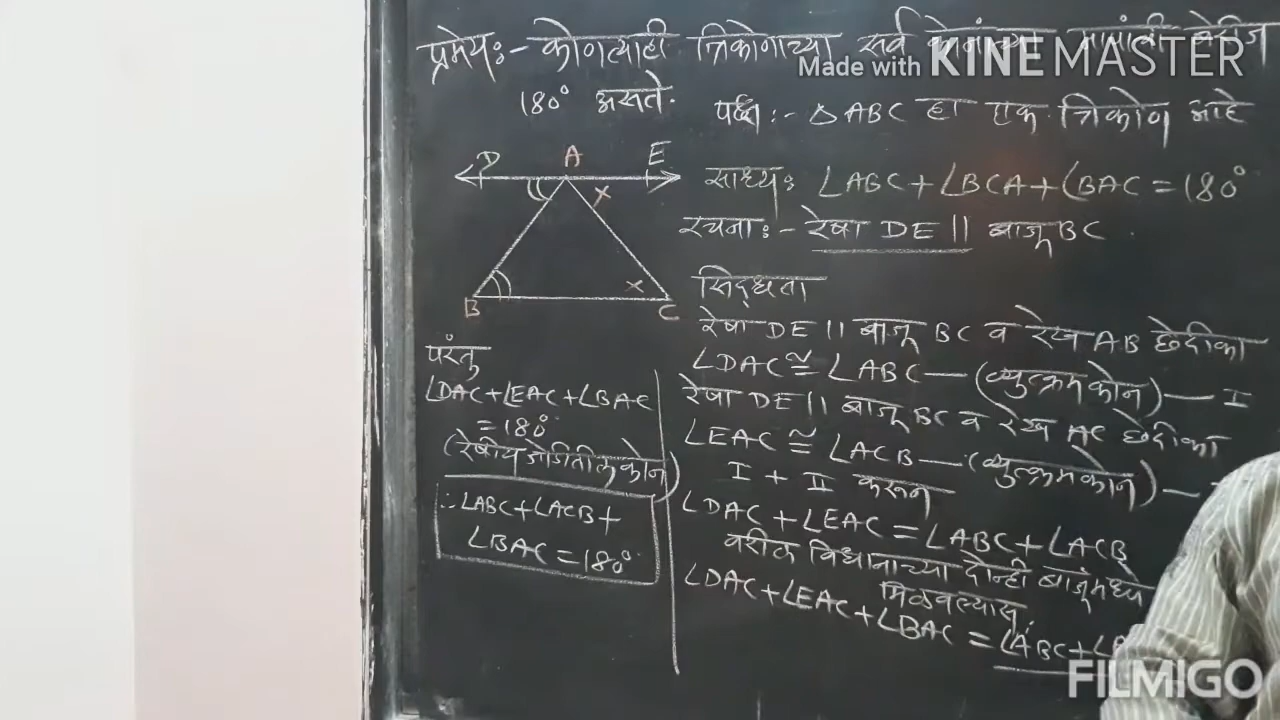 प्रमेय:- कोणत्याही त्रिकोणाच्या सर्व कोनांच्या मापांची बेरीज
180° असते.
Made with KINEMASTER
पक्ष:- △ABC हा एक त्रिकोण आहे
D A E
B C
साध्य: ∠ABC+∠BCA+∠BAC=180°
रचना:- रेषा DE || बाजू BC.
सिद्धता
रेषा DE || बाजू BC व रेख AB छेदीका
∠DAC≅∠ABC—(व्युत्क्रम कोन)— I
रेषा DE || बाजू BC व रेख AC छेदीका
∠EAC≅∠ACB—(व्युत्क्रम कोन)—
I + II करून
∠DAC+∠EAC=∠ABC+∠ACB
वरील विधानाच्या दोन्ही बाजूंमध्ये
मिळवल्यास,
∠DAC+∠EAC+∠BAC=∠ABC+∠A
परंतु
∠DAC+∠EAC+∠BAC
=180°
(रेषीय जोडीतील कोन)
∴∠ABC+∠ACB+
∠BAC=180°
FILMIGO